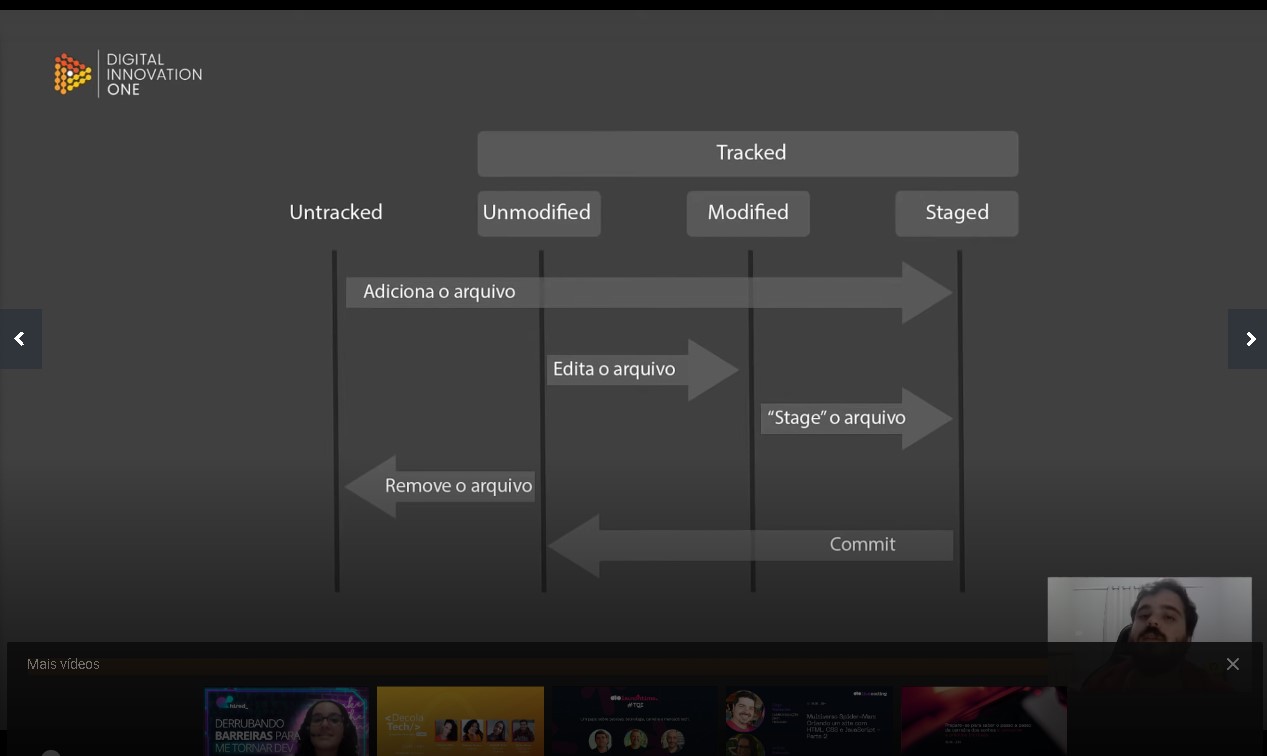 DIGITAL
INNOVATION
ONE
Tracked
Untracked
Unmodified
Modified
Staged
Adiciona o arquivo
Edita o arquivo
“Stage” o arquivo
Remove o arquivo
Commit
Mais vídeos
hired_
DERRUBANDO
BARREIRAS PARA
ME TORNAR DEV
<Decola
Tech/>
#TQI
Multiverso Spider-Man:
Criando um site com
HTML CSS e JavaScript -
Parte 2